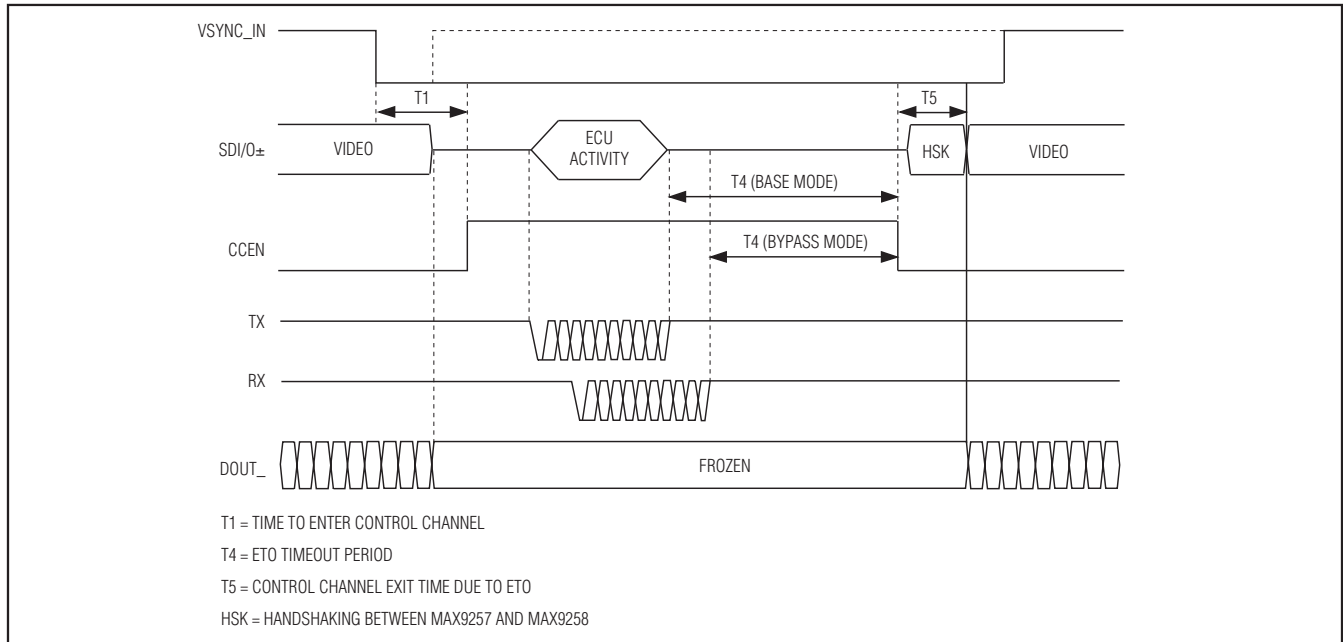 VSYNC_IN
T1
T5
SDI/O±
VIDEO
ECU
ACTIVITY
HSK
VIDEO
T4 (BASE MODE)
CCEN
T4 (BYPASS MODE)
TX
RX
DOUT_
FROZEN
T1 = TIME TO ENTER CONTROL CHANNEL
T4 = ETO TIMEOUT PERIOD
T5 = CONTROL CHANNEL EXIT TIME DUE TO ETO
HSK = HANDSHAKING BETWEEN MAX9257 AND MAX9258